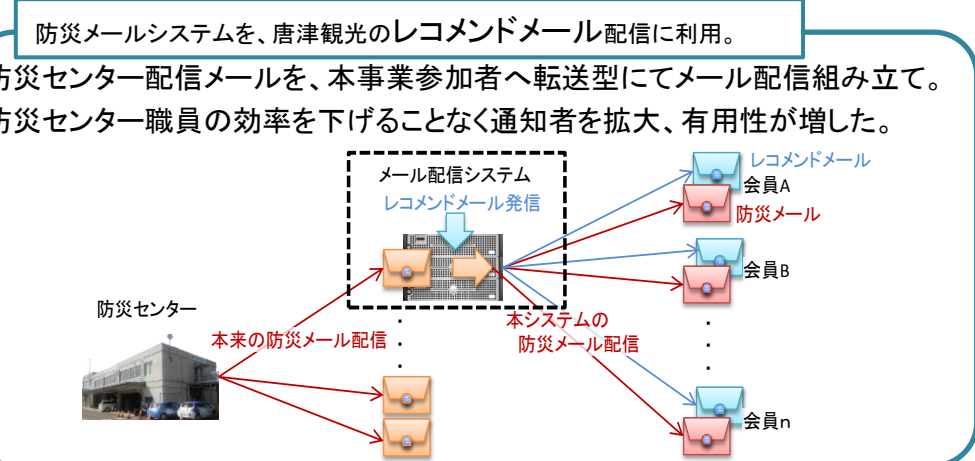 防災メールシステムを、唐津観光のレコメンドメール配信に利用。
防災センター配信メールを、本事業参加者へ転送型にてメール配信組み立て。
防災センター職員の効率を下げることなく通知者を拡大、有用性が増した。
メール配信システム
レコメンドメール発信
レコメンドメール
会員A
防災メール
会員B
防災センター
本来の防災メール配信
本システムの
防災メール配信
会員n